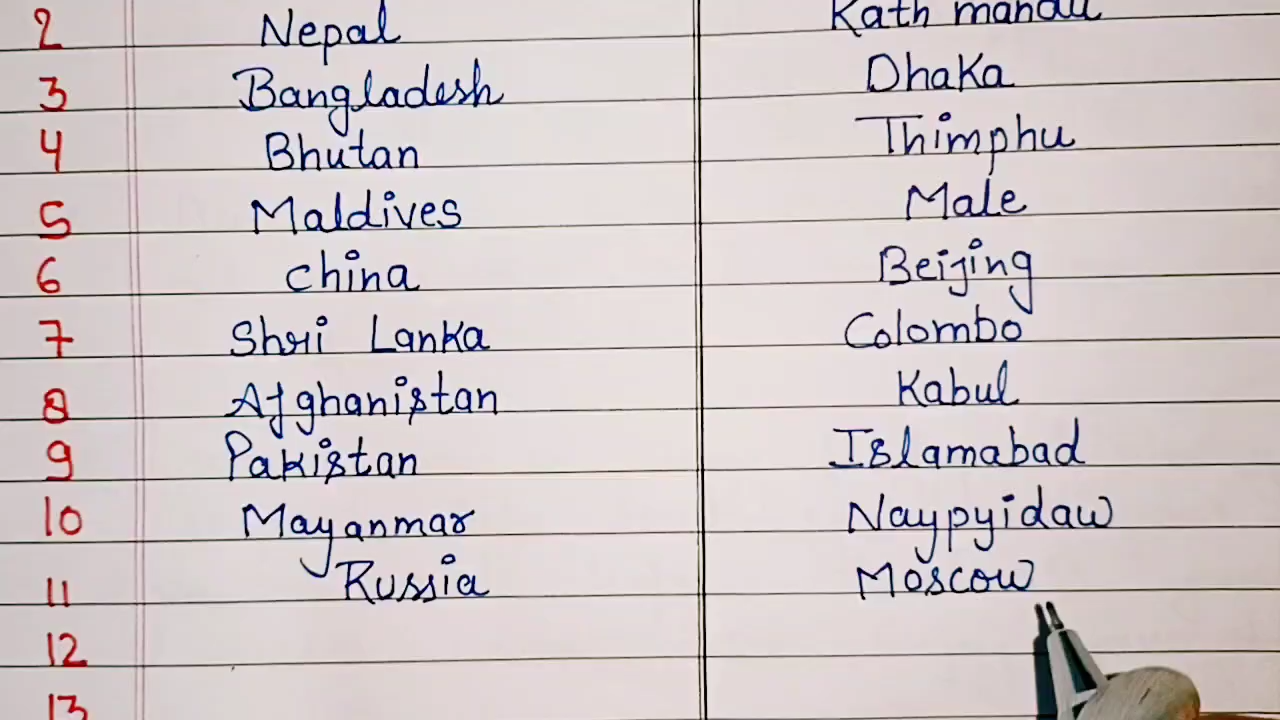 2 Nepal Kath mandu
3 Bangladesh Dhaka
4 Bhutan Thimphu
5 Maldives Male
6 China Beijing
7 Shri Lanka Colombo
8 Afghanistan Kabul
9 Pakistan Islamabad
10 Mayanmar Naypyidaw
11 Russia Moscow
12
13